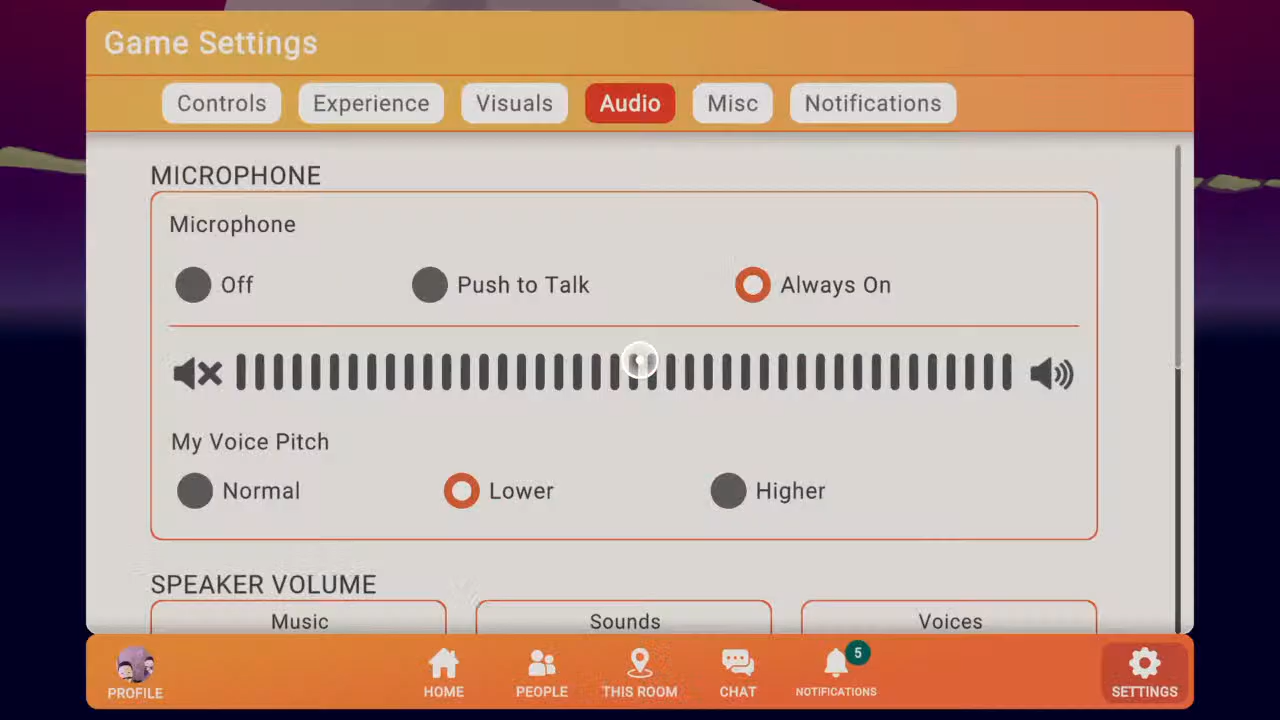 Game Settings
Controls Experience Visuals Audio Misc Notifications
MICROPHONE
Microphone
Off Push to Talk Always On
My Voice Pitch
Normal Lower Higher
SPEAKER VOLUME
Music Sounds Voices
5
PROFILE HOME PEOPLE THIS ROOM CHAT NOTIFICATIONS SETTINGS